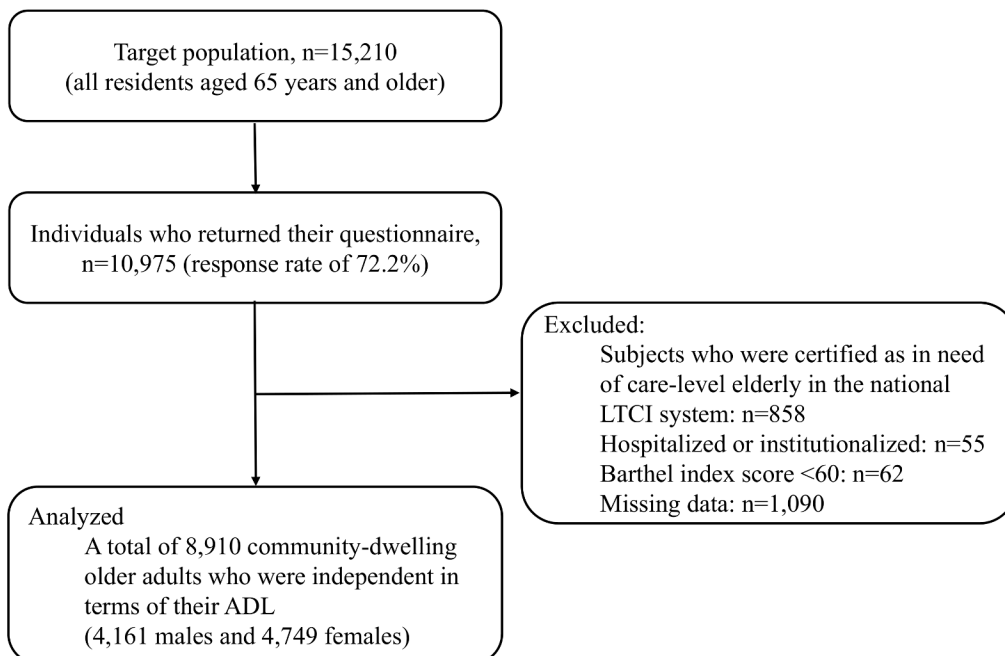 Target population, n=15,210
(all residents aged 65 years and older)
Individuals who returned their questionnaire,
n=10,975 (response rate of 72.2%)
Excluded:
Subjects who were certified as in need
of care-level elderly in the national
LTCI system: n=858
Hospitalized or institutionalized: n=55
Barthel index score <60: n=62
Missing data: n=1,090
Analyzed
A total of 8,910 community-dwelling
older adults who were independent in
terms of their ADL
(4,161 males and 4,749 females)